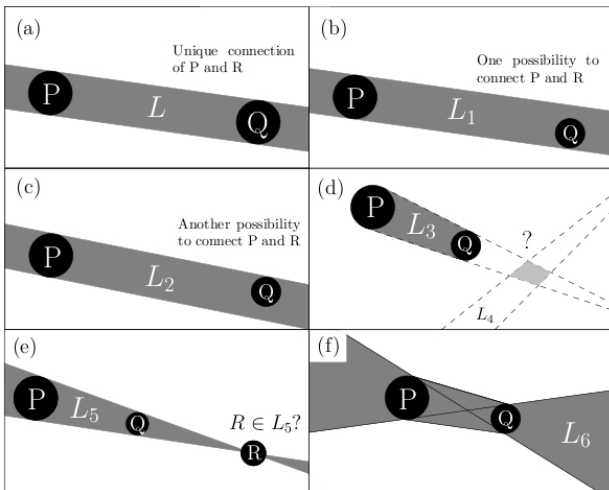 (a)
Unique connection
of P and R
P
L
Q
(b)
One possibility to
connect P and R
P
L1
Q
(c)
Another possibility
to connect P and R
P
L2
Q
(d)
P
L3
Q
?
L4
(e)
P
L5
Q
R ∈ L5?
R
(f)
P
Q
L6